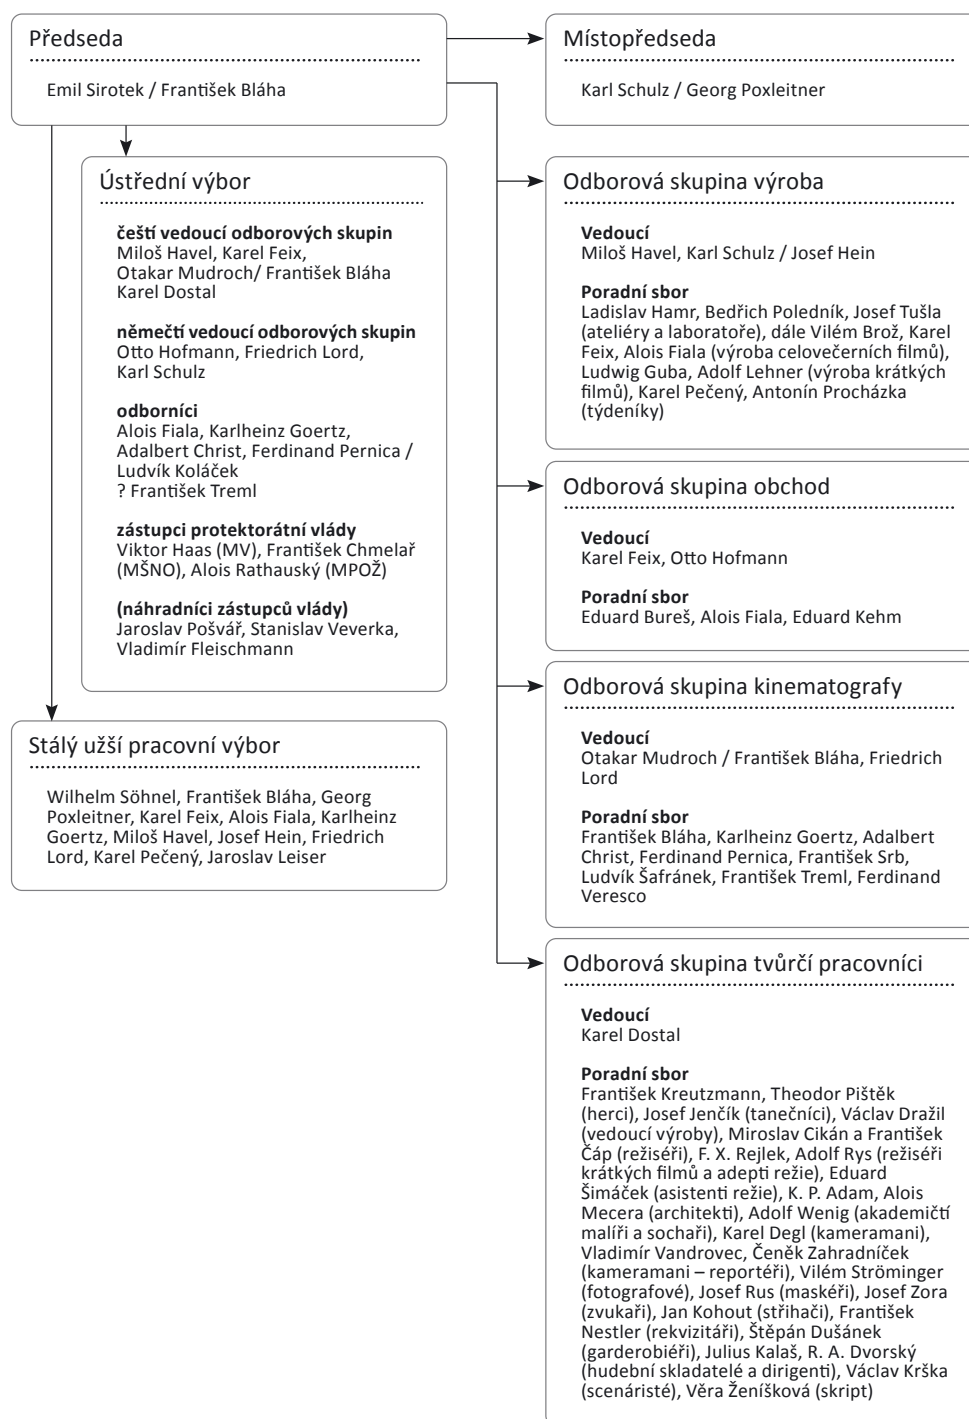 Předseda
Emil Sirotek / František Bláha
Místopředseda
Karl Schulz / Georg Poxleitner
Ústřední výbor
čeští vedoucí odborových skupin
Miloš Havel, Karel Feix,
Otakar Mudroch/ František Bláha
Karel Dostal
němečtí vedoucí odborových skupin
Otto Hofmann, Friedrich Lord,
Karl Schulz
odborníci
Alois Fiala, Karlheinz Goertz,
Adalbert Christ, Ferdinand Pernica /
Ludvík Koláček
? František Treml
zástupci protektorátní vlády
Viktor Haas (MV), František Chmelař
(MŠNO), Alois Rathauský (MPOŽ)
(náhradníci zástupců vlády)
Jaroslav Pošvář, Stanislav Veverka,
Vladimír Fleischmann
Stálý užší pracovní výbor
Wilhelm Söhnel, František Bláha, Georg
Poxleitner, Karel Feix, Alois Fiala, Karlheinz
Goertz, Miloš Havel, Josef Hein, Friedrich
Lord, Karel Pečený, Jaroslav Leiser
Odborová skupina výroba
Vedoucí
Miloš Havel, Karl Schulz / Josef Hein
Poradní sbor
Ladislav Hamr, Bedřich Poledník, Josef Tušla
(ateliéry a laboratoře), dále Vilém Brož, Karel
Feix, Alois Fiala (výroba celovečerních filmů),
Ludwig Guba, Adolf Lehner (výroba krátkých
filmů), Karel Pečený, Antonín Procházka
(týdeníky)
Odborová skupina obchod
Vedoucí
Karel Feix, Otto Hofmann
Poradní sbor
Eduard Bureš, Alois Fiala, Eduard Kehm
Odborová skupina kinematografy
Vedoucí
Otakar Mudroch / František Bláha, Friedrich
Lord
Poradní sbor
František Bláha, Karlheinz Goertz, Adalbert
Christ, Ferdinand Pernica, František Srb,
Ludvík Šafránek, František Treml, Ferdinand
Veresco
Odborová skupina tvůrčí pracovníci
Vedoucí
Karel Dostal
Poradní sbor
František Kreutzmann, Theodor Pištěk
(herci), Josef Jenčík (tanečníci), Václav Dražil
(vedoucí výroby), Miroslav Cikán a František
Čáp (režiséři), F. X. Rejlek, Adolf Rys (režiséři
krátkých filmů a adepti režie), Eduard
Šimáček (asistenti režie), K. P. Adam, Alois
Mecera (architekti), Adolf Wenig (akademičtí
malíři a sochaři), Karel Degl (kameramani),
Vladimír Vandrovec, Čeněk Zahradníček
(kameramani – reportéři), Vilém Ströminger
(fotografové), Josef Rus (maskéři), Josef Zora
(zvukaři), Jan Kohout (střihači), František
Nestler (rekvizitáři), Štěpán Dušánek
(garderobiéři), Julius Kalaš, R. A. Dvorský
(hudební skladatelé a dirigenti), Václav Krška
(scenáristé), Věra Ženíšková (skript)